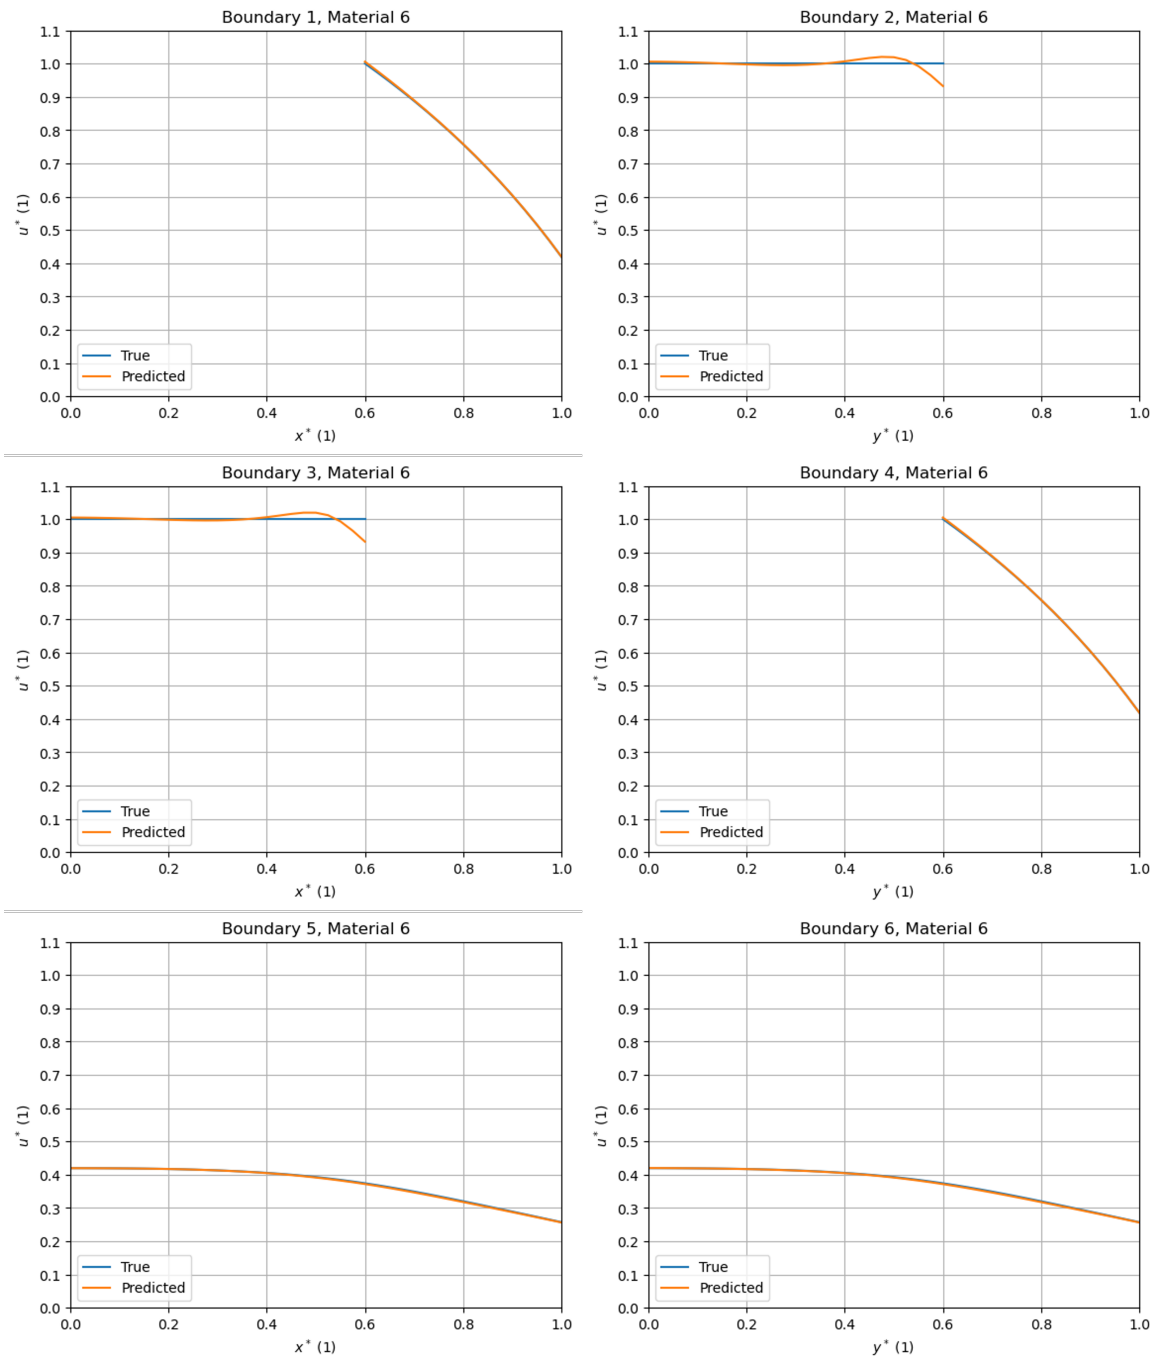 Boundary 1, Material 6
1.1
1.0
0.9
0.8
0.7
0.6
0.5
0.4
0.3
0.2
0.1
0.0
u* (1)
True
Predicted
0.0 0.2 0.4 0.6 0.8 1.0
x* (1)
Boundary 2, Material 6
1.1
1.0
0.9
0.8
0.7
0.6
0.5
0.4
0.3
0.2
0.1
0.0
u* (1)
True
Predicted
0.0 0.2 0.4 0.6 0.8 1.0
y* (1)
Boundary 3, Material 6
1.1
1.0
0.9
0.8
0.7
0.6
0.5
0.4
0.3
0.2
0.1
0.0
u* (1)
True
Predicted
0.0 0.2 0.4 0.6 0.8 1.0
x* (1)
Boundary 4, Material 6
1.1
1.0
0.9
0.8
0.7
0.6
0.5
0.4
0.3
0.2
0.1
0.0
u* (1)
True
Predicted
0.0 0.2 0.4 0.6 0.8 1.0
y* (1)
Boundary 5, Material 6
1.1
1.0
0.9
0.8
0.7
0.6
0.5
0.4
0.3
0.2
0.1
0.0
u* (1)
True
Predicted
0.0 0.2 0.4 0.6 0.8 1.0
x* (1)
Boundary 6, Material 6
1.1
1.0
0.9
0.8
0.7
0.6
0.5
0.4
0.3
0.2
0.1
0.0
u* (1)
True
Predicted
0.0 0.2 0.4 0.6 0.8 1.0
y* (1)